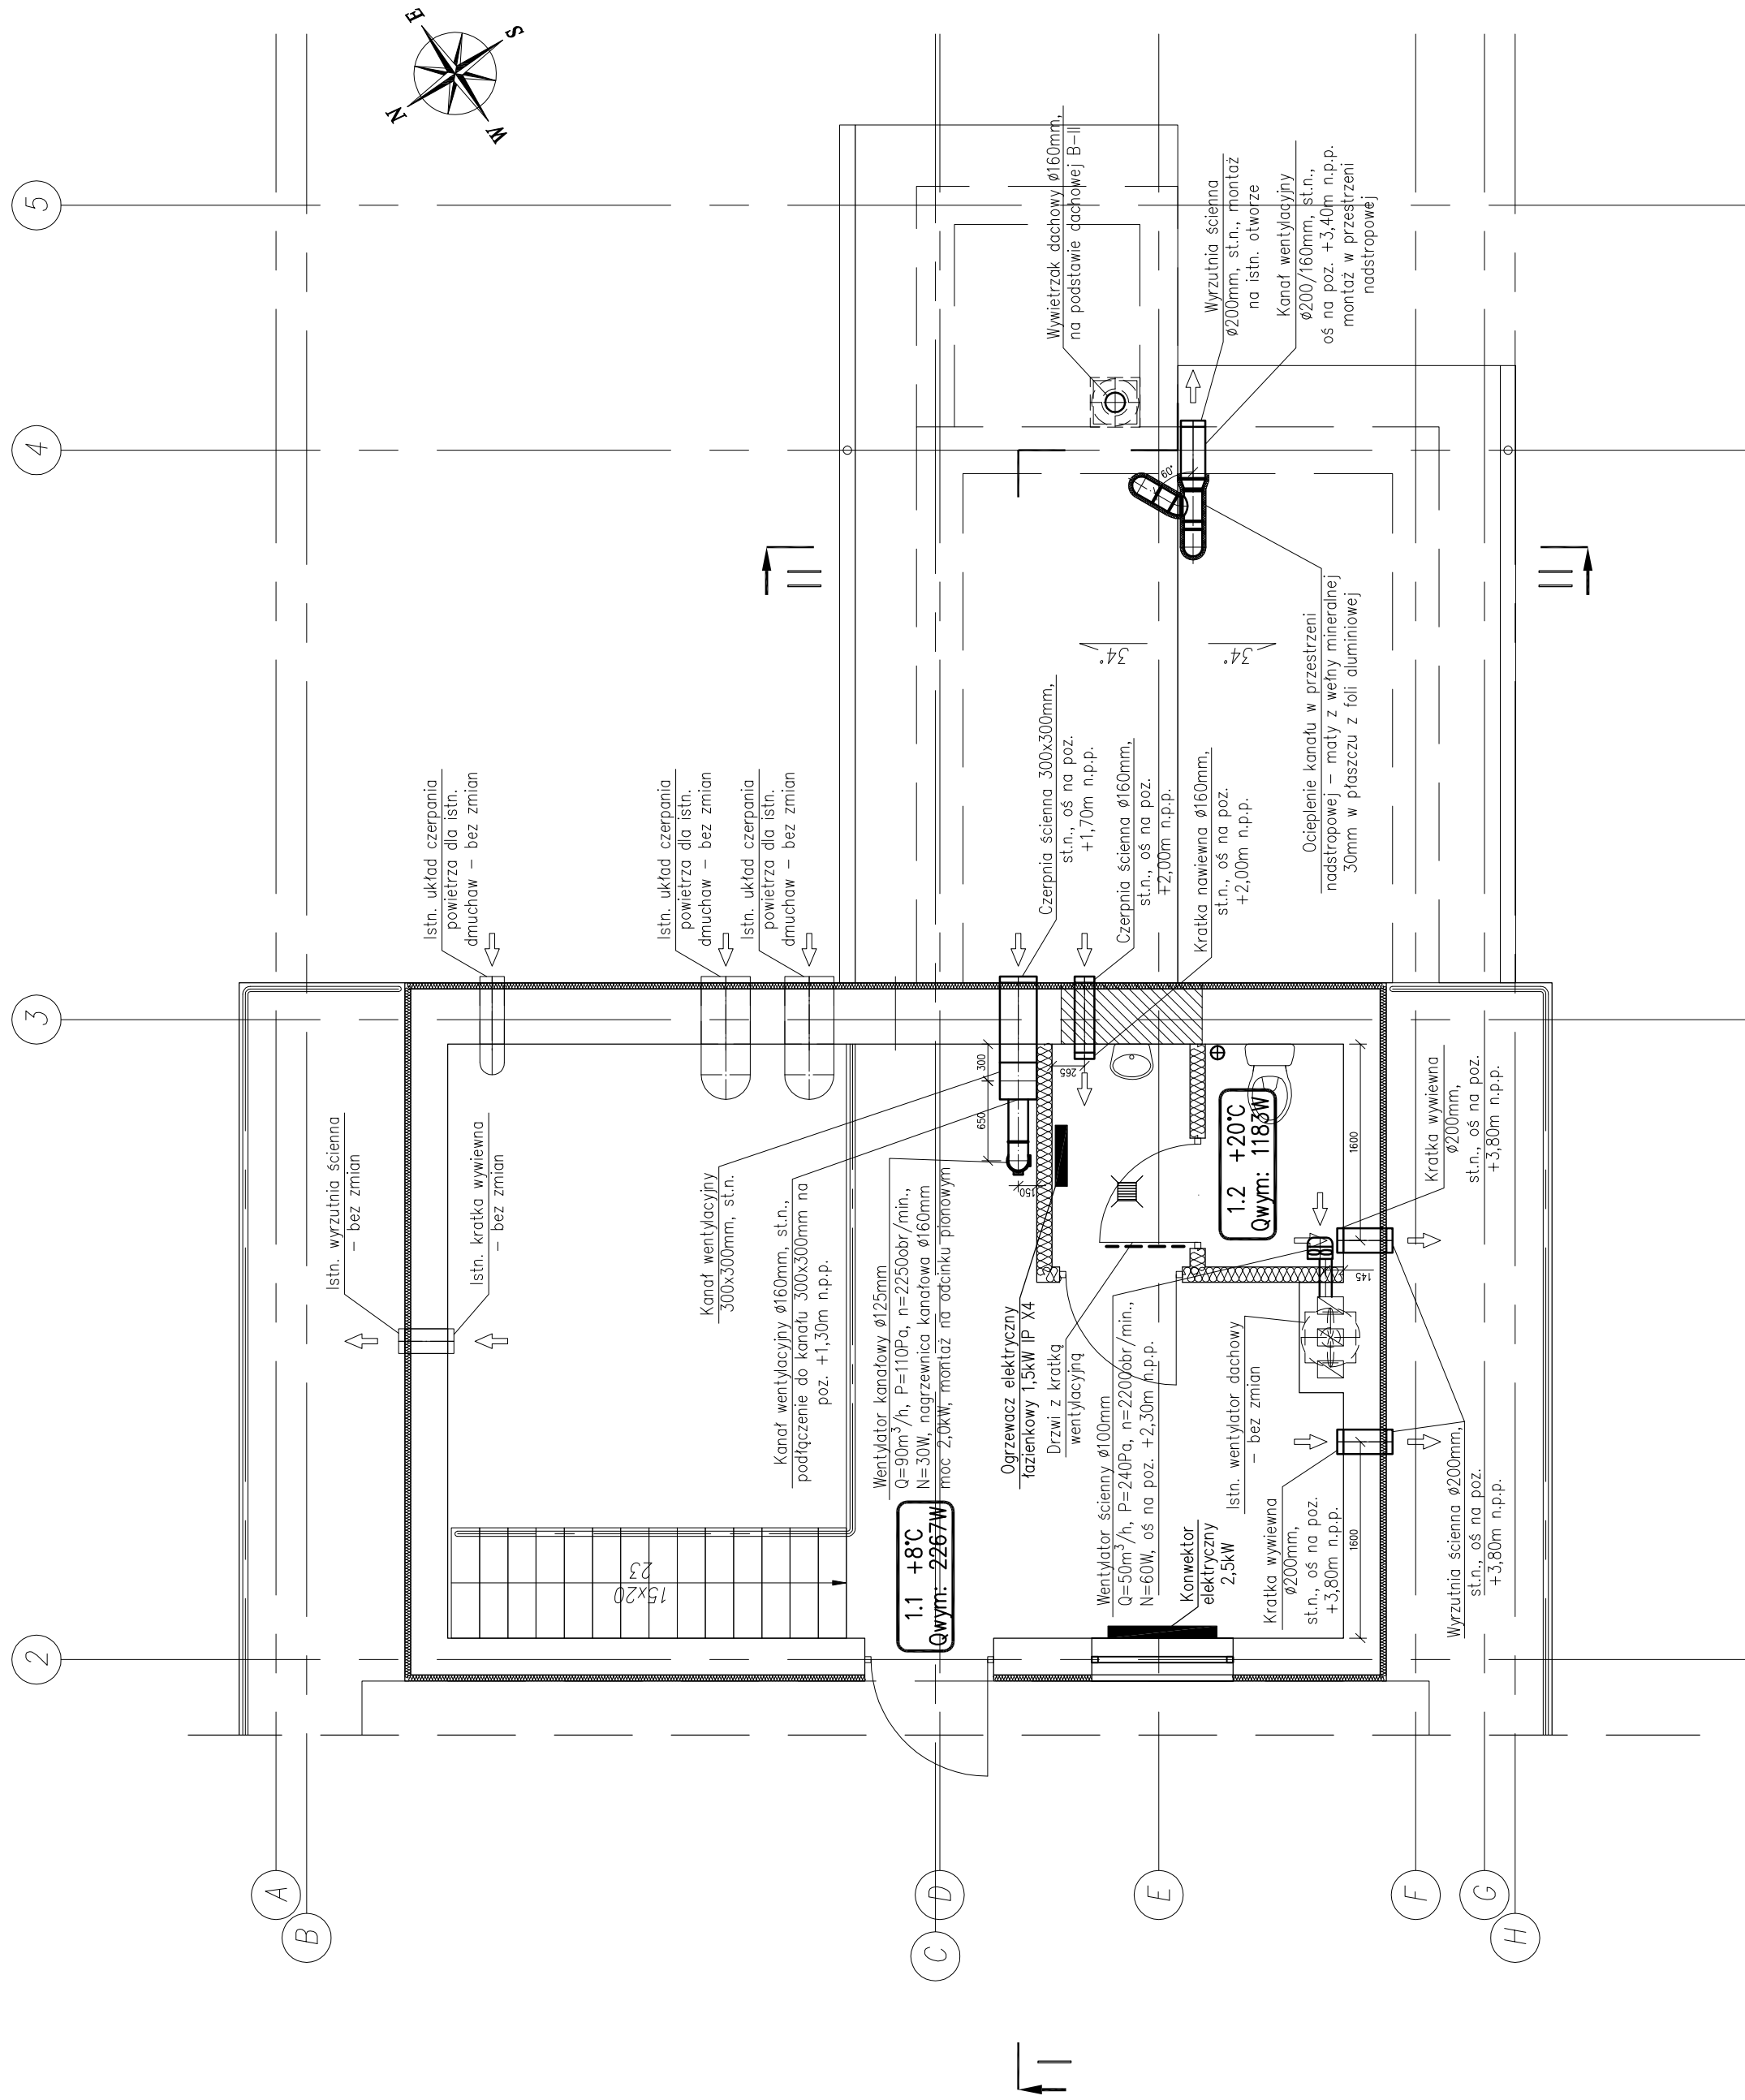 5
4
3
2
E
S
N
W
A
B
C
D
E
F
G
H
Istn. wyrzutnia ścienna
– bez zmian
Istn. kratka wywiewna
– bez zmian
Istn. układ czerpania
powietrza dla istn.
dmuchaw – bez zmian
Istn. układ czerpania
powietrza dla istn.
dmuchaw – bez zmian
Istn. układ czerpania
powietrza dla istn.
dmuchaw – bez zmian
Kanał wentylacyjny
300x300mm, st.n.
Kanał wentylacyjny ø160mm, st.n.,
podłączenie do kanału 300x300mm na
poz. +1,30m n.p.p.
Wentylator kanałowy ø125mm
Q=90m³/h, P=110Pa, n=2250obr/min.,
N=30W, nagrzewnica kanałowa ø160mm
moc 2,0kW, montaż na odcinku pionowym
1.1 +8°C
Qwym: 2267W
15x20
23
Ogrzewacz elektryczny
łazienkowy 1,5kW IP X4
Drzwi z kratką
wentylacyjną
Wentylator ścienny ø100mm
Q=50m³/h, P=240Pa, n=2200obr/min.,
N=60W, oś na poz. +2,30m n.p.p.
Konwektor
elektryczny
2,5kW
Istn. wentylator dachowy
– bez zmian
Kratka wywiewna
ø200mm,
st.n., oś na poz.
+3,80m n.p.p.
Wyrzutnia ścienna ø200mm,
st.n., oś na poz.
+3,80m n.p.p.
Kratka wywiewna
ø200mm,
st.n., oś na poz.
+3,80m n.p.p.
1.2 +20°C
Qwym: 1183W
300
650
150
265
1600
1600
145
Czerpnia ścienna 300x300mm,
st.n., oś na poz.
+1,70m n.p.p.
Czerpnia ścienna ø160mm,
st.n., oś na poz.
+2,00m n.p.p.
Kratka nawiewna ø160mm,
st.n., oś na poz.
+2,00m n.p.p.
34°
34°
60°
Ocieplenie kanału w przestrzeni
nadstropowej – maty z wełny mineralnej
30mm w płaszczu z foli aluminiowej
Wywietrzak dachowy ø160mm,
na podstawie dachowej B–II
Wyrzutnia ścienna
ø200mm, st.n., montaż
na istn. otworze
Kanał wentylacyjny
ø200/160mm, st.n.,
oś na poz. +3,40m n.p.p.
montaż w przestrzeni
nadstropowej
II
II
I